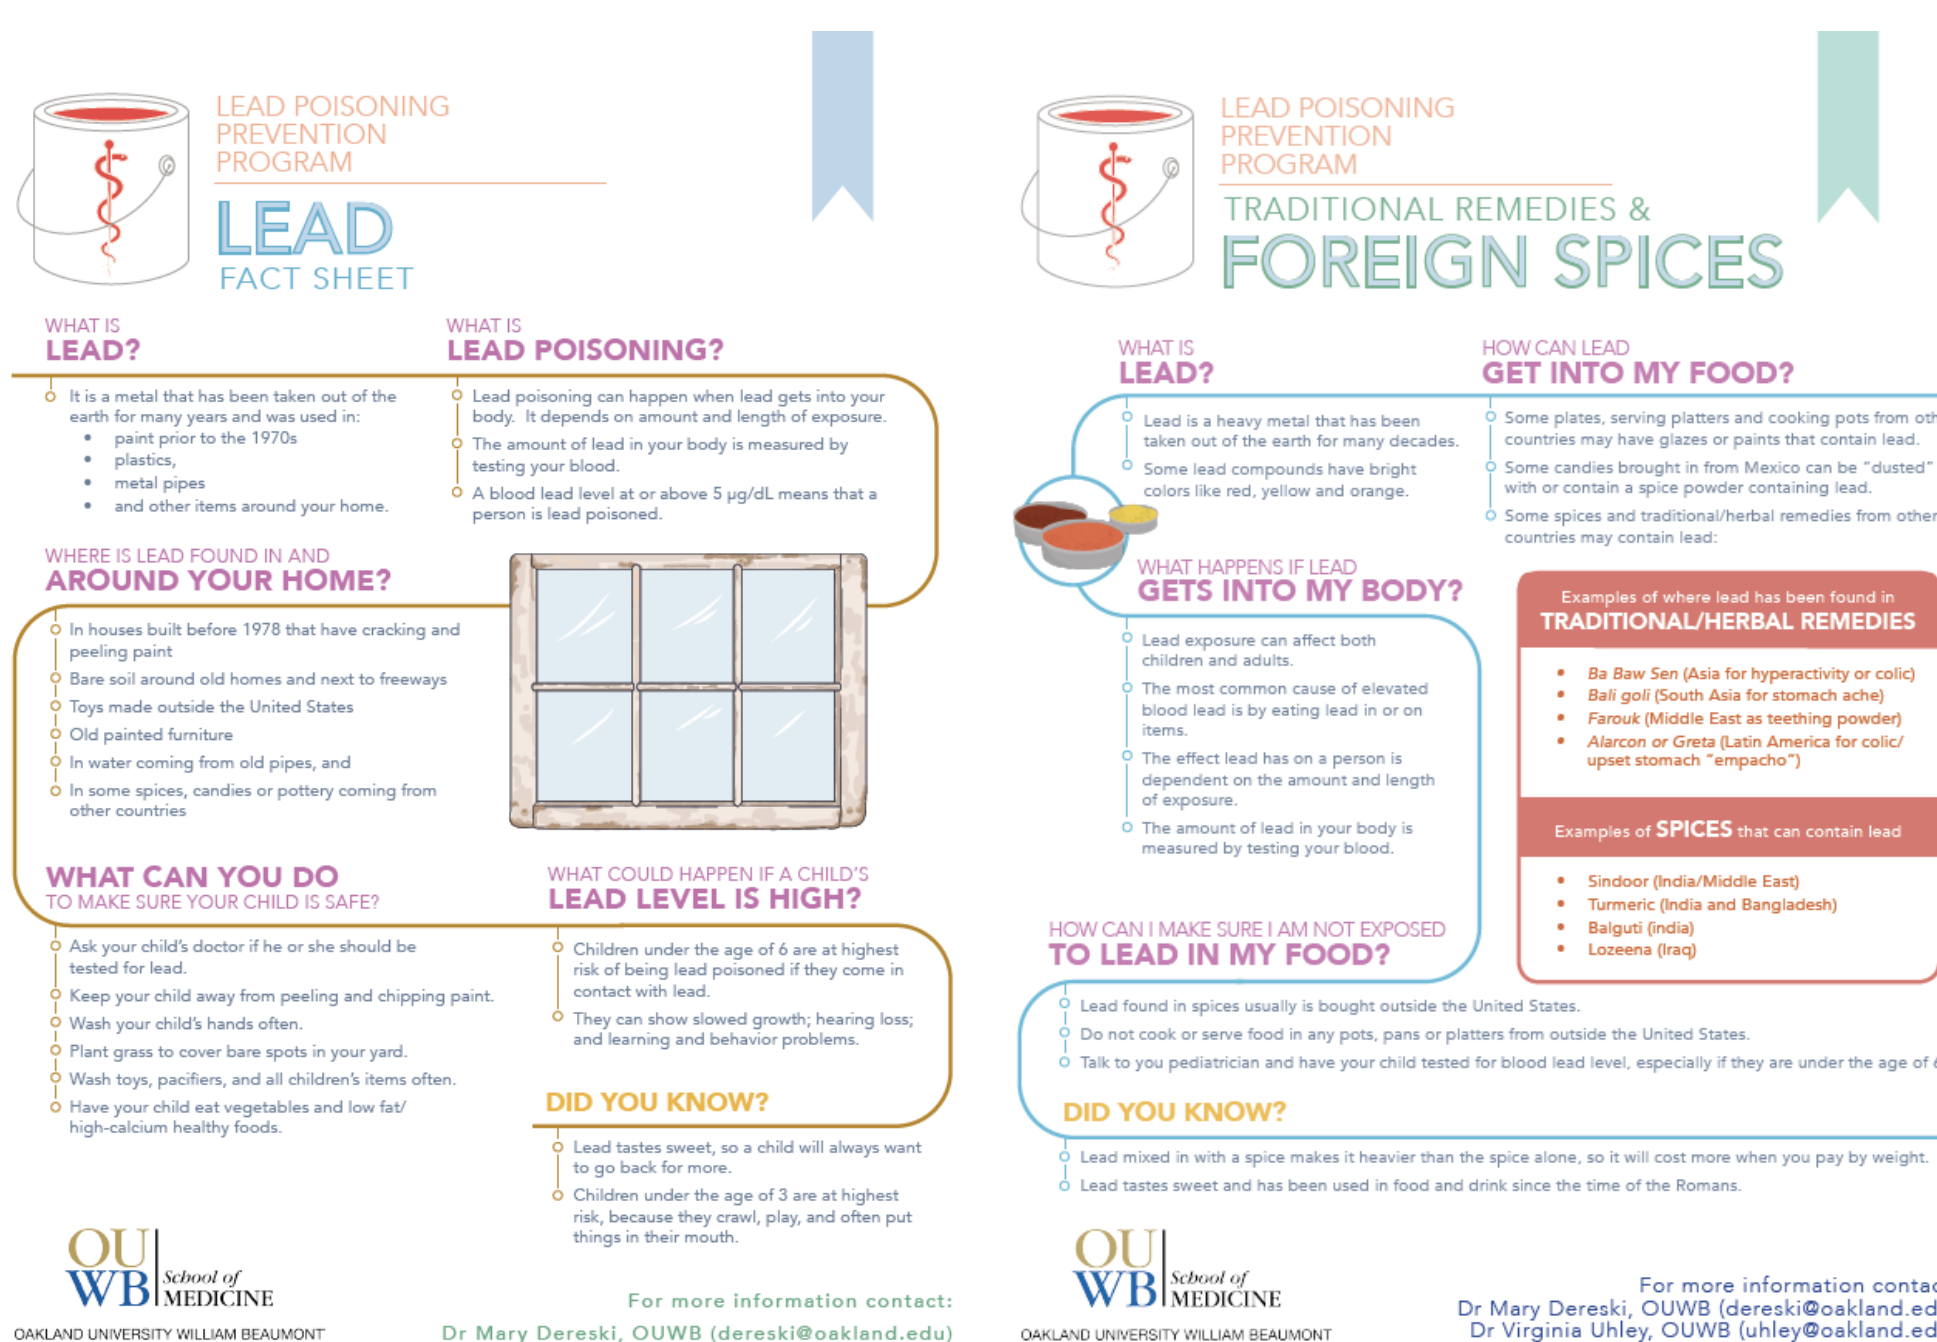 LEAD POISONING
PREVENTION
PROGRAM
LEAD
FACT SHEET
WHAT IS
LEAD?
It is a metal that has been taken out of the
earth for many years and was used in:
• paint prior to the 1970s
• plastics,
• metal pipes
• and other items around your home.
WHAT IS
LEAD POISONING?
Lead poisoning can happen when lead gets into your
body. It depends on amount and length of exposure.
The amount of lead in your body is measured by
testing your blood.
A blood lead level at or above 5 µg/dL means that a
person is lead poisoned.
WHERE IS LEAD FOUND IN AND
AROUND YOUR HOME?
In houses built before 1978 that have cracking and
peeling paint
Bare soil around old homes and next to freeways
Toys made outside the United States
Old painted furniture
In water coming from old pipes, and
In some spices, candies or pottery coming from
other countries
WHAT CAN YOU DO
TO MAKE SURE YOUR CHILD IS SAFE?
Ask your child's doctor if he or she should be
tested for lead.
Keep your child away from peeling and chipping paint.
Wash your child's hands often.
Plant grass to cover bare spots in your yard.
Wash toys, pacifiers, and all children's items often.
Have your child eat vegetables and low fat/
high-calcium healthy foods.
WHAT COULD HAPPEN IF A CHILD'S
LEAD LEVEL IS HIGH?
Children under the age of 6 are at highest
risk of being lead poisoned if they come in
contact with lead.
They can show slowed growth; hearing loss;
and learning and behavior problems.
DID YOU KNOW?
Lead tastes sweet, so a child will always want
to go back for more.
Children under the age of 3 are at highest
risk, because they crawl, play, and often put
things in their mouth.
OU
WB
School of
MEDICINE
OAKLAND UNIVERSITY WILLIAM BEAUMONT
For more information contact:
Dr Mary Dereski, OUWB (dereski@oakland.edu)
LEAD POISONING
PREVENTION
PROGRAM
TRADITIONAL REMEDIES &
FOREIGN SPICES
WHAT IS
LEAD?
Lead is a heavy metal that has been
taken out of the earth for many decades.
Some lead compounds have bright
colors like red, yellow and orange.
WHAT HAPPENS IF LEAD
GETS INTO MY BODY?
Lead exposure can affect both
children and adults.
The most common cause of elevated
blood lead is by eating lead in or on
items.
The effect lead has on a person is
dependent on the amount and length
of exposure.
The amount of lead in your body is
measured by testing your blood.
HOW CAN LEAD
GET INTO MY FOOD?
Some plates, serving platters and cooking pots from oth
countries may have glazes or paints that contain lead.
Some candies brought in from Mexico can be "dusted"
with or contain a spice powder containing lead.
Some spices and traditional/herbal remedies from other
countries may contain lead:
Examples of where lead has been found in
TRADITIONAL/HERBAL REMEDIES
• Ba Baw Sen (Asia for hyperactivity or colic)
• Bali goli (South Asia for stomach ache)
• Farouk (Middle East as teething powder)
• Alarcon or Greta (Latin America for colic/
upset stomach "empacho")
Examples of SPICES that can contain lead
• Sindoor (India/Middle East)
• Turmeric (India and Bangladesh)
• Balguti (india)
• Lozeena (Iraq)
HOW CAN I MAKE SURE I AM NOT EXPOSED
TO LEAD IN MY FOOD?
Lead found in spices usually is bought outside the United States.
Do not cook or serve food in any pots, pans or platters from outside the United States.
Talk to you pediatrician and have your child tested for blood lead level, especially if they are under the age of 6
DID YOU KNOW?
Lead mixed in with a spice makes it heavier than the spice alone, so it will cost more when you pay by weight.
Lead tastes sweet and has been used in food and drink since the time of the Romans.
OU
WB
School of
MEDICINE
OAKLAND UNIVERSITY WILLIAM BEAUMONT
For more information contac
Dr Mary Dereski, OUWB (dereski@oakland.ed
Dr Virginia Uhley, OUWB (uhley@oakland.ed